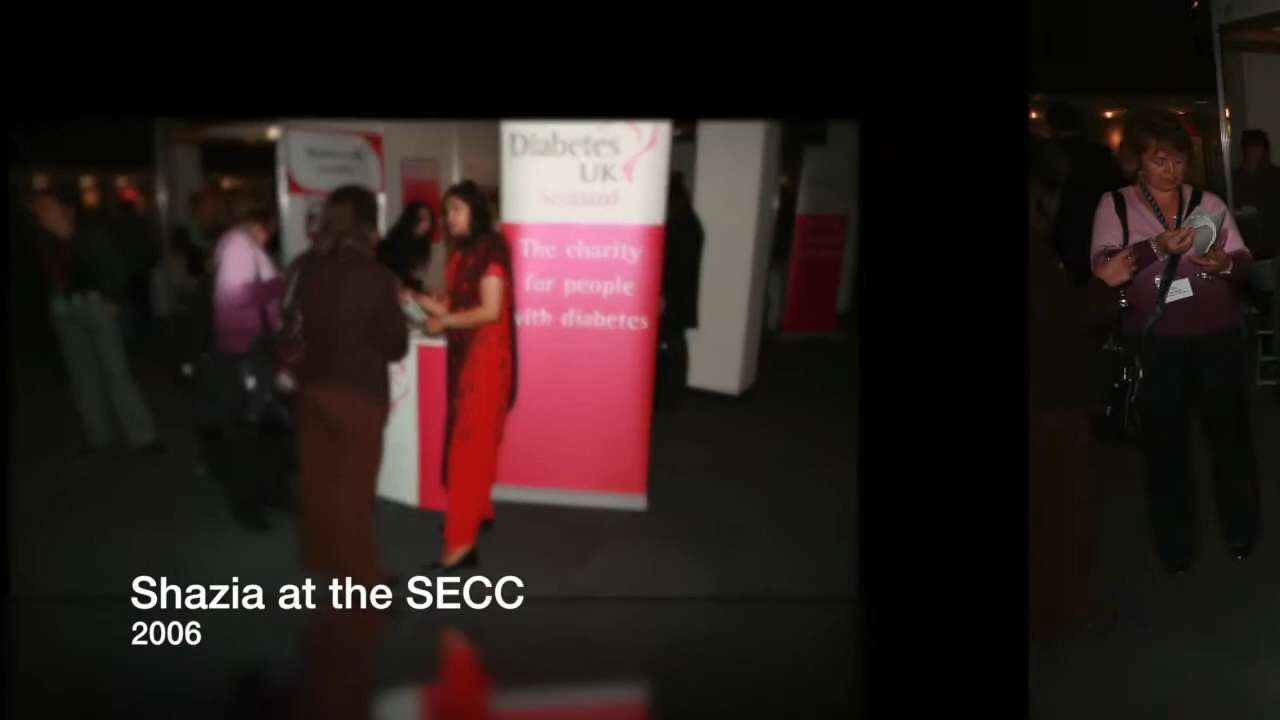 Diabetes
UK
Scotland
The charity
for people
with diabetes
Shazia at the SECC
2006